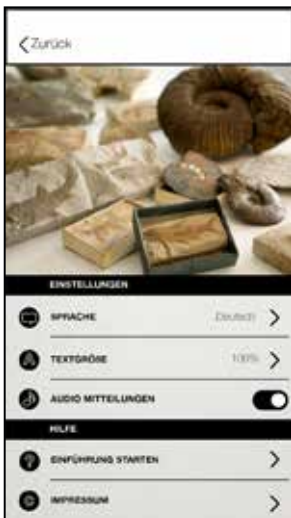 Zurück
EINSTELLUNGEN
SPRACHE Deutsch
TEXTGRÖßE 100%
AUDIO MITTEILUNGEN
HILFE
EINFÜHRUNG STARTEN
IMPRESSUM